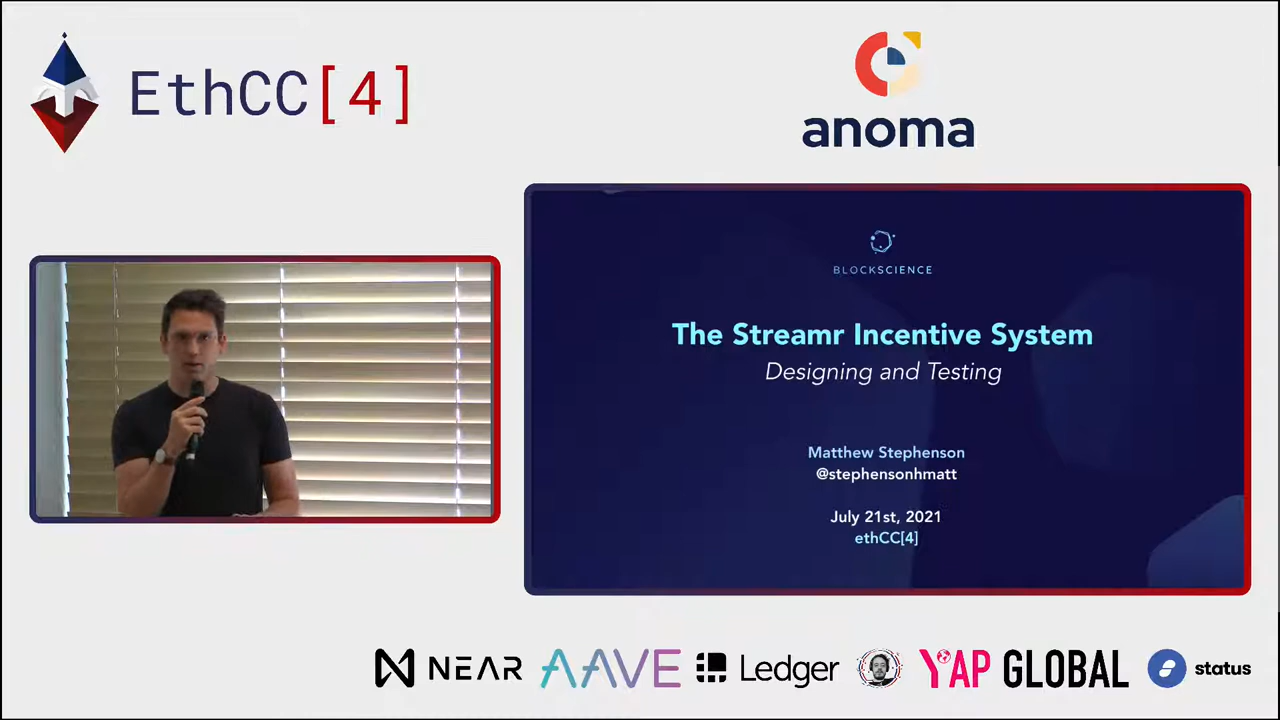 EthCC[4]
anoma
BLOCKSCIENCE
The Streamr Incentive System
Designing and Testing
Matthew Stephenson
@stephensonhmatt
July 21st, 2021
ethCC[4]
NEAR
AAVE
Ledger
YAP GLOBAL
status